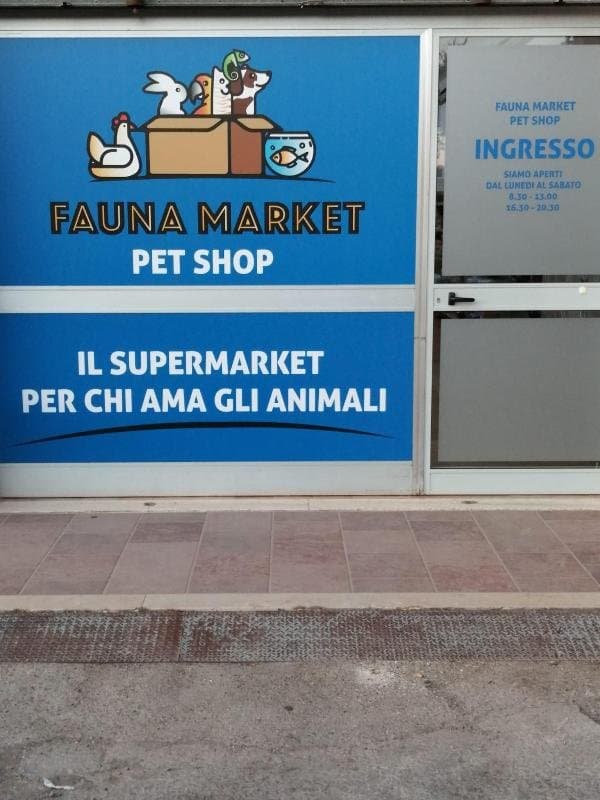 FAUNA MARKET
PET SHOP
IL SUPERMARKET
PER CHI AMA GLI ANIMALI
FAUNA MARKET
PET SHOP
INGRESSO
SIAMO APERTI
DAL LUNEDI AL SABATO
8.30 - 13.00
16.30 - 20.30